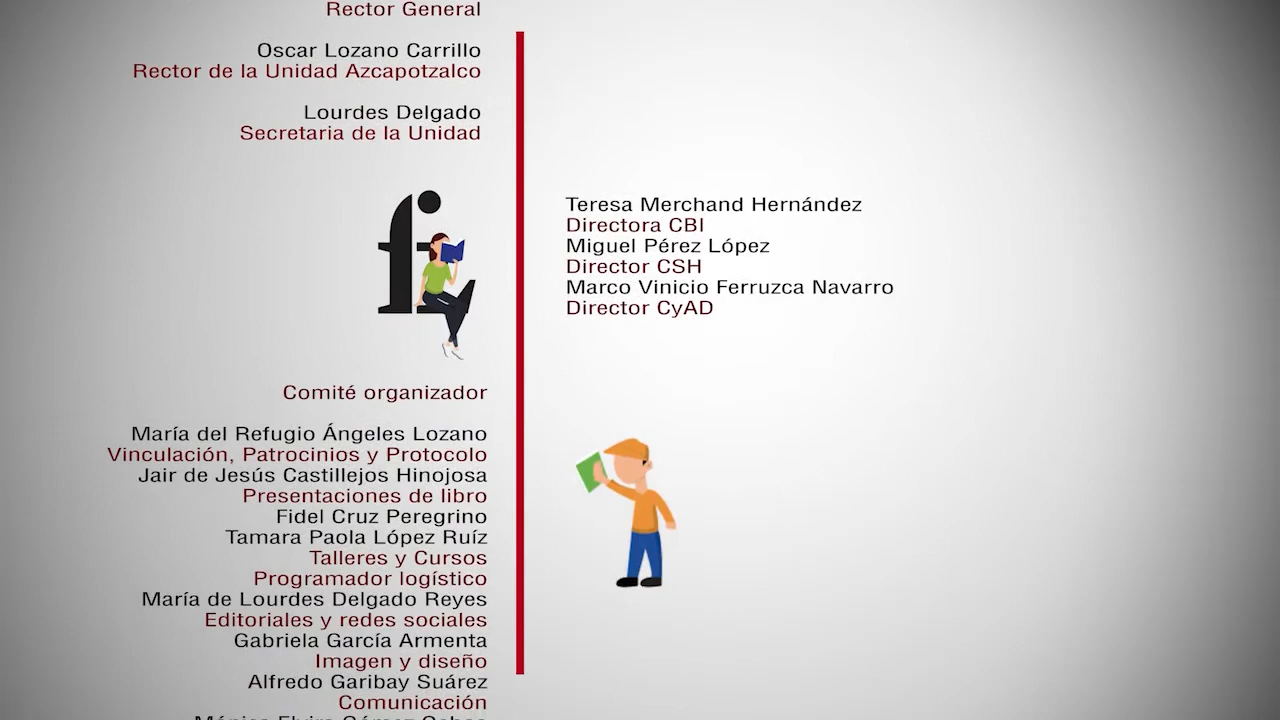 Rector General
Oscar Lozano Carrillo
Rector de la Unidad Azcapotzalco
Lourdes Delgado
Secretaria de la Unidad
Teresa Merchand Hernández
Directora CBI
Miguel Pérez López
Director CSH
Marco Vinicio Ferruzca Navarro
Director CyAD
Comité organizador
María del Refugio Ángeles Lozano
Vinculación, Patrocinios y Protocolo
Jair de Jesús Castillejos Hinojosa
Presentaciones de libro
Fidel Cruz Peregrino
Tamara Paola López Ruíz
Talleres y Cursos
Programador logístico
María de Lourdes Delgado Reyes
Editoriales y redes sociales
Gabriela García Armenta
Imagen y diseño
Alfredo Garibay Suárez
Comunicación